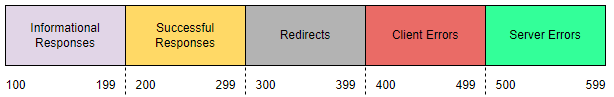 Informational
Responses
Successful
Responses
Redirects
Client Errors
Server Errors
100 199 200 299 300 399 400 499 500 599